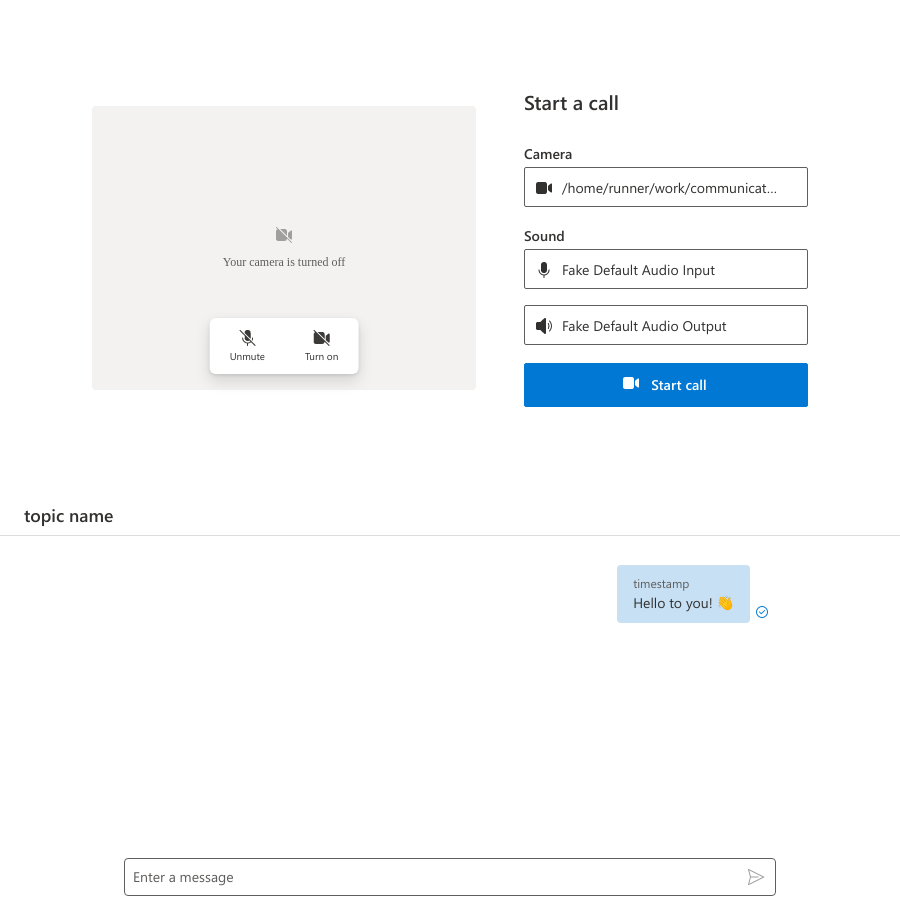 Your camera is turned off
Unmute
Turn on
Start a call
Camera
/home/runner/work/communicat...
Sound
Fake Default Audio Input
Fake Default Audio Output
Start call
topic name
timestamp
Hello to you! 👋
Enter a message